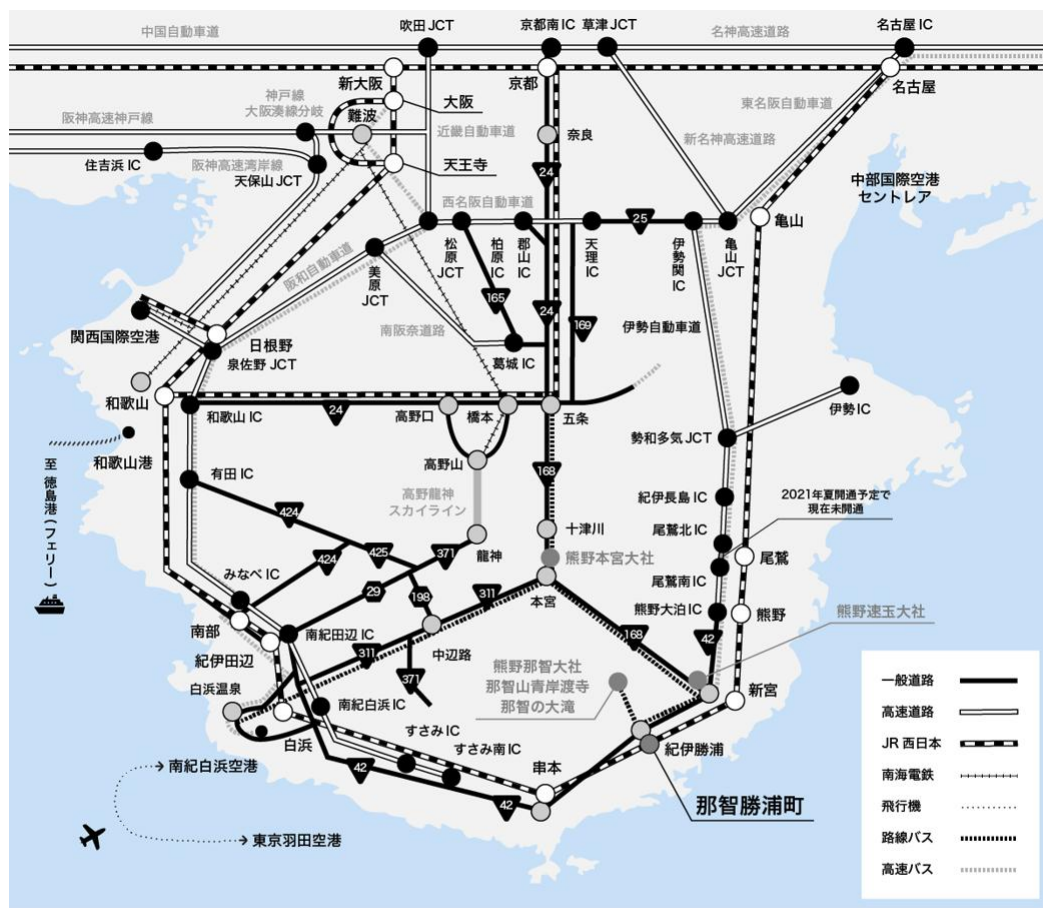 中国自動車道
吹田 JCT
京都南 IC
草津 JCT
名神高速道路
名古屋 IC
新大阪
京都
名古屋
神戸線
大阪湊線分岐
大阪
難波
東名阪自動車道
阪神高速神戸線
近畿自動車道
奈良
新名神高速道路
住吉浜 IC
阪神高速湾岸線
天保山 JCT
天王寺
24
中部国際空港
セントレア
西名阪自動車道
25
亀山
松原 JCT
柏原 IC
郡山 IC
天理 IC
伊勢関 IC
亀山 JCT
阪和自動車道
美原 JCT
165
24
169
伊勢自動車道
関西国際空港
南阪奈道路
日根野
泉佐野 JCT
葛城 IC
和歌山
和歌山 IC
24
高野口
橋本
五条
伊勢 IC
和歌山港
勢和多気 JCT
至 徳島港(フェリー)
高野山
168
有田 IC
高野龍神
スカイライン
紀伊長島 IC
2021年夏開通予定で
現在未開通
424
十津川
尾鷲北 IC
424
425
371
龍神
熊野本宮大社
尾鷲
みなべ IC
尾鷲南 IC
29
198
311
本宮
熊野大泊 IC
熊野
熊野速玉大社
南部
南紀田辺 IC
168
42
紀伊田辺
311
中辺路
371
熊野那智大社
那智山青岸渡寺
那智の大滝
白浜温泉
南紀白浜 IC
新宮
すさみ IC
白浜
すさみ南 IC
紀伊勝浦
南紀白浜空港
42
串本
42
那智勝浦町
東京羽田空港
一般道路
高速道路
JR 西日本
南海電鉄
飛行機
路線バス
高速バス